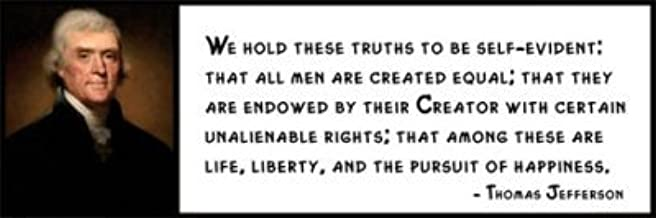 We hold these truths to be self-evident:
that all men are created equal; that they
are endowed by their Creator with certain
unalienable rights; that among these are
life, liberty, and the pursuit of happiness.
- Thomas Jefferson